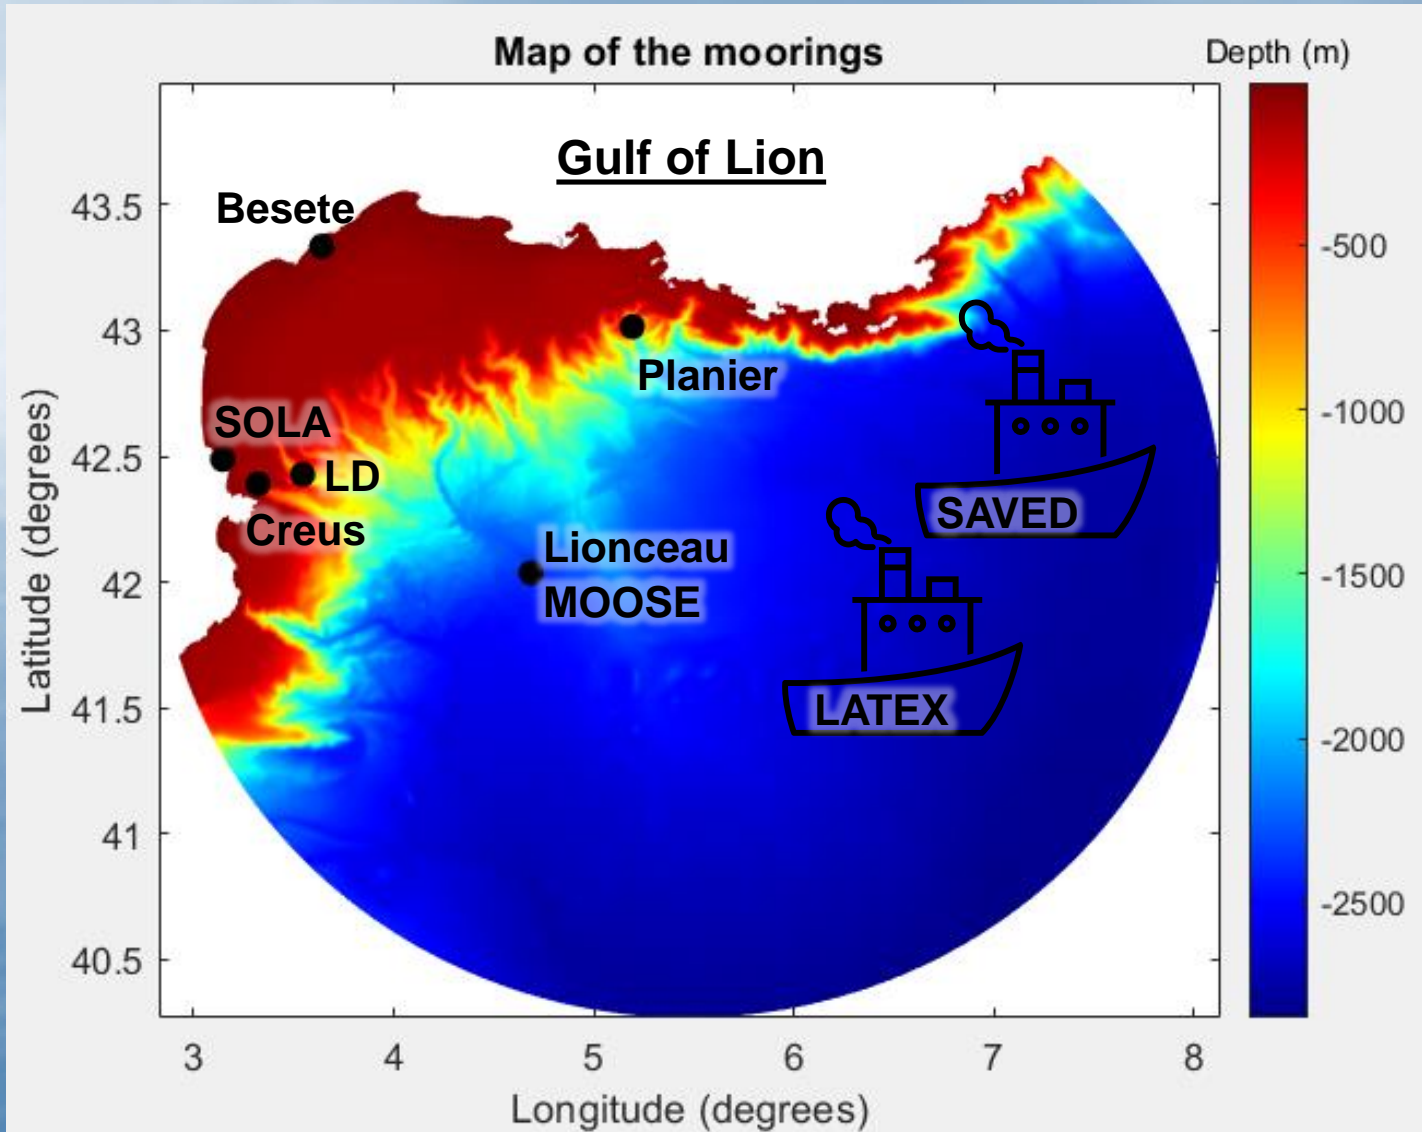 Map of the moorings
Depth (m)
Gulf of Lion
Besete
Planier
SOLA
LD
Creus
Lionceau
MOOSE
SAVED
LATEX
43.5
43
42.5
42
41.5
41
40.5
Latitude (degrees)
3
4
5
6
7
8
Longitude (degrees)
-500
-1000
-1500
-2000
-2500